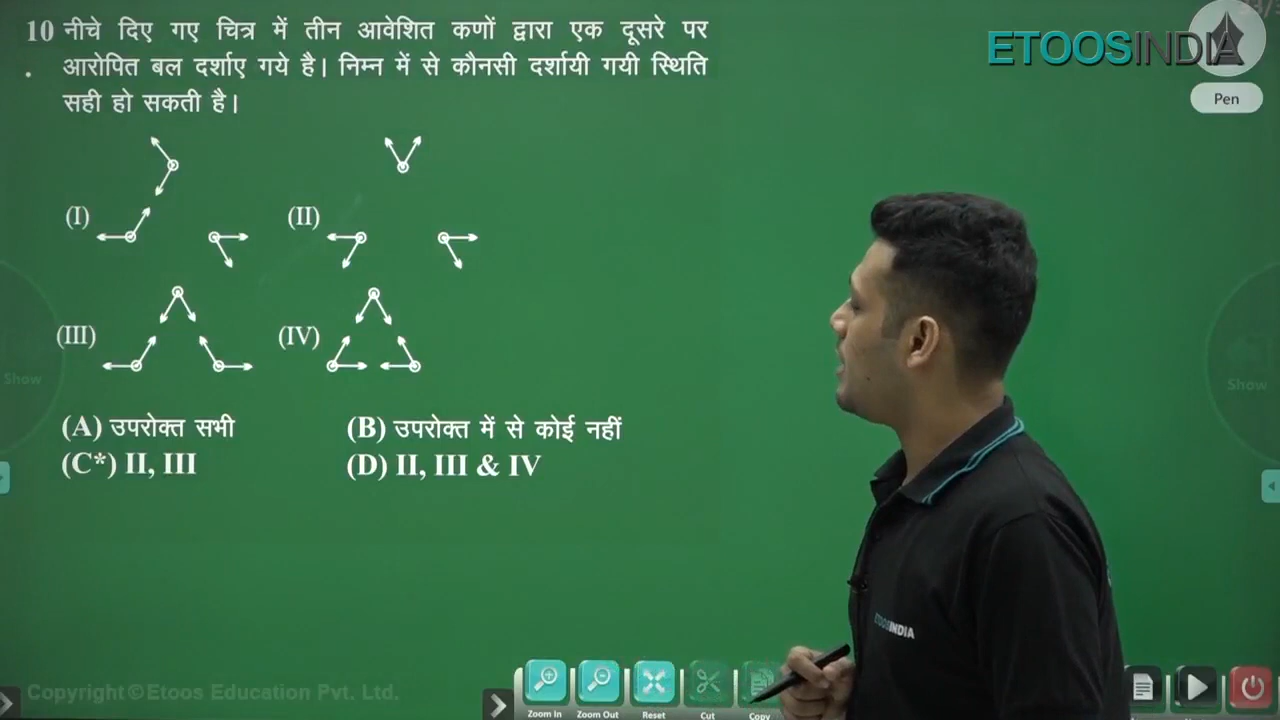 10 नीचे दिए गए चित्र में तीन आवेशित कणों द्वारा एक दूसरे पर
. आरोपित बल दर्शाए गये है। निम्न में से कौनसी दर्शायी गयी स्थिति
सही हो सकती है।
ETOOSINDIA
Pen
(I) (II)
(III) (IV)
Show
Show
(A) उपरोक्त सभी (B) उपरोक्त में से कोई नहीं
(C*) II, III (D) II, III & IV
ETOOSINDIA
Copyright © Etoos Education Pvt. Ltd.
Zoom In Zoom Out Reset Cut Copy